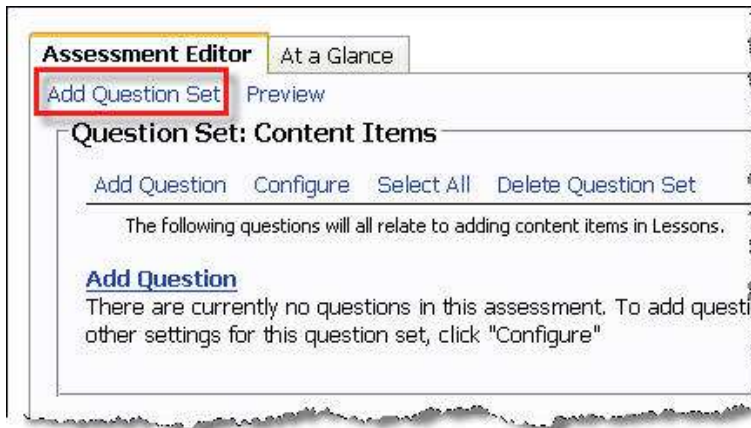 Assessment Editor At a Glance
Add Question Set Preview
Question Set: Content Items
Add Question Configure Select All Delete Question Set
The following questions will all relate to adding content items in Lessons.
Add Question
There are currently no questions in this assessment. To add questi
other settings for this question set, click "Configure"